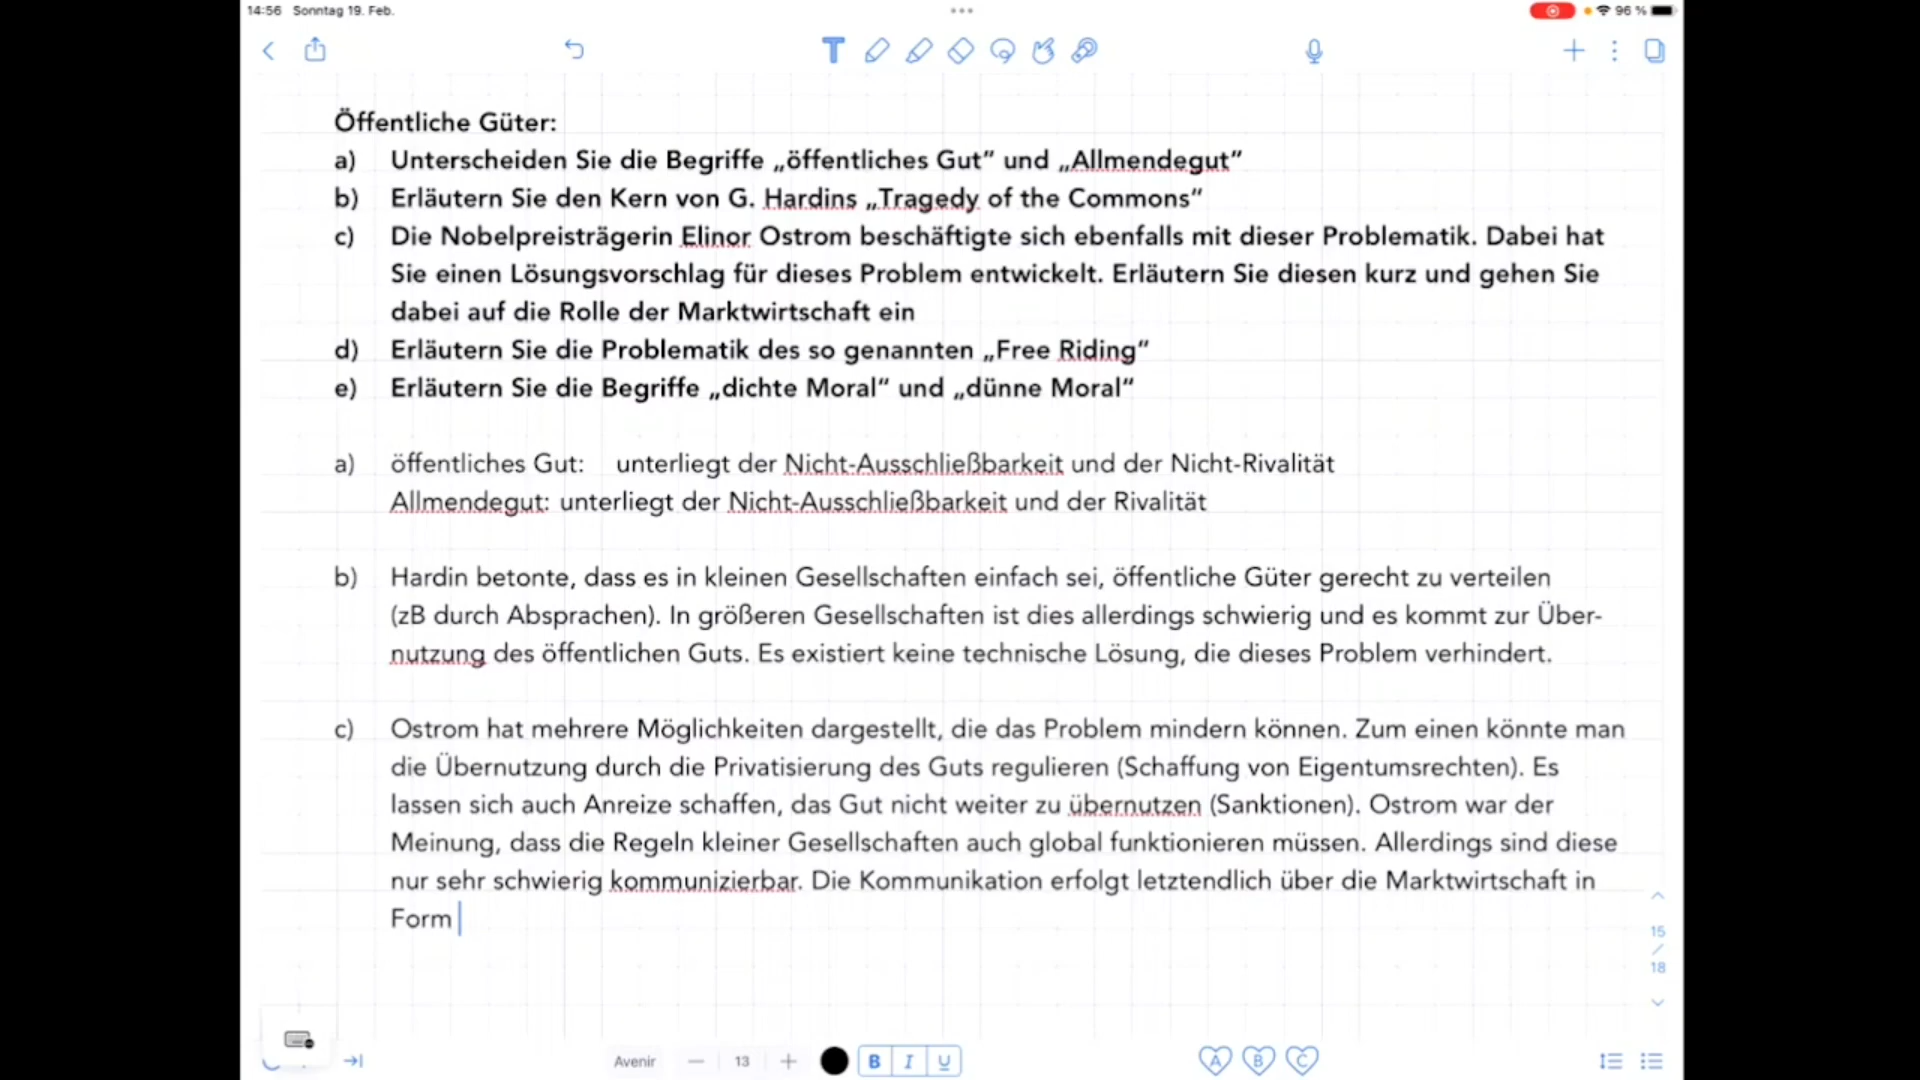 14:56 Sonntag 19. Feb.
96 %
Öffentliche Güter:
a) Unterscheiden Sie die Begriffe „öffentliches Gut“ und „Allmendegut“
b) Erläutern Sie den Kern von G. Hardins „Tragedy of the Commons“
c) Die Nobelpreisträgerin Elinor Ostrom beschäftigte sich ebenfalls mit dieser Problematik. Dabei hat
Sie einen Lösungsvorschlag für dieses Problem entwickelt. Erläutern Sie diesen kurz und gehen Sie
dabei auf die Rolle der Marktwirtschaft ein
d) Erläutern Sie die Problematik des so genannten „Free Riding“
e) Erläutern Sie die Begriffe „dichte Moral“ und „dünne Moral“
a) öffentliches Gut: unterliegt der Nicht-Ausschließbarkeit und der Nicht-Rivalität
Allmendegut: unterliegt der Nicht-Ausschließbarkeit und der Rivalität
b) Hardin betonte, dass es in kleinen Gesellschaften einfach sei, öffentliche Güter gerecht zu verteilen
(zB durch Absprachen). In größeren Gesellschaften ist dies allerdings schwierig und es kommt zur Über-
nutzung des öffentlichen Guts. Es existiert keine technische Lösung, die dieses Problem verhindert.
c) Ostrom hat mehrere Möglichkeiten dargestellt, die das Problem mindern können. Zum einen könnte man
die Übernutzung durch die Privatisierung des Guts regulieren (Schaffung von Eigentumsrechten). Es
lassen sich auch Anreize schaffen, das Gut nicht weiter zu übernutzen (Sanktionen). Ostrom war der
Meinung, dass die Regeln kleiner Gesellschaften auch global funktionieren müssen. Allerdings sind diese
nur sehr schwierig kommunizierbar. Die Kommunikation erfolgt letztendlich über die Marktwirtschaft in
Form
15
/
18
Avenir — 13 + B I U A B C